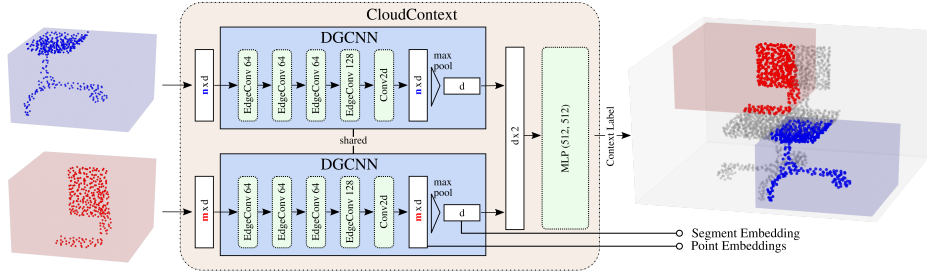 CloudContext
DGCNN
n x d
EdgeConv 64
EdgeConv 64
EdgeConv 64
EdgeConv 128
Conv2d
n x d
max
pool
d
shared
DGCNN
m x d
EdgeConv 64
EdgeConv 64
EdgeConv 64
EdgeConv 128
Conv2d
m x d
max
pool
d
d x 2
MLP (512, 512)
Context Label
Segment Embedding
Point Embeddings